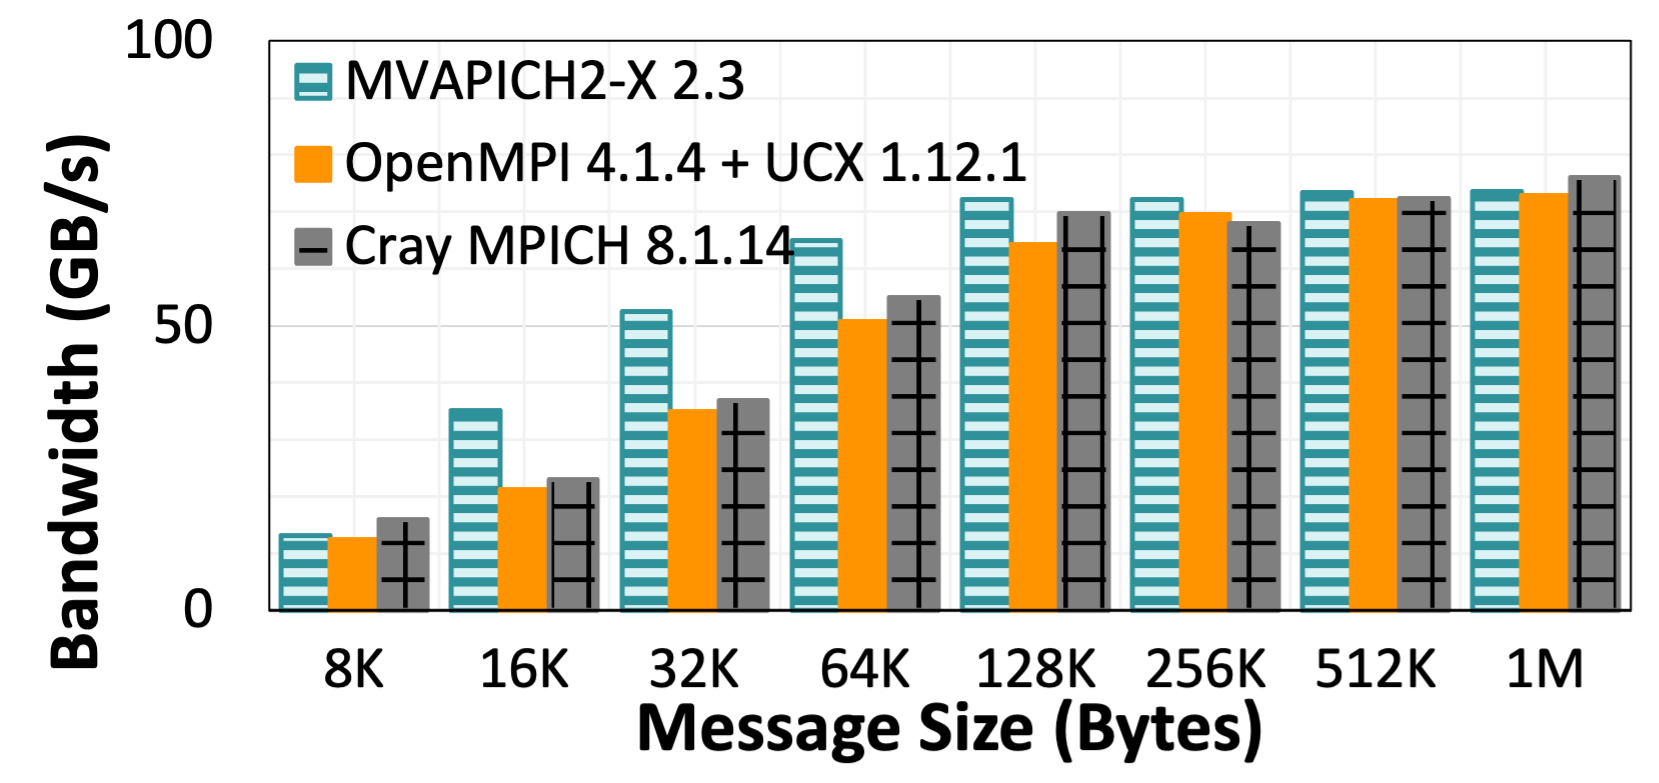 100
50
0
Bandwidth (GB/s)
MVAPICH2-X 2.3
OpenMPI 4.1.4 + UCX 1.12.1
Cray MPICH 8.1.14
8K 16K 32K 64K 128K 256K 512K 1M
Message Size (Bytes)